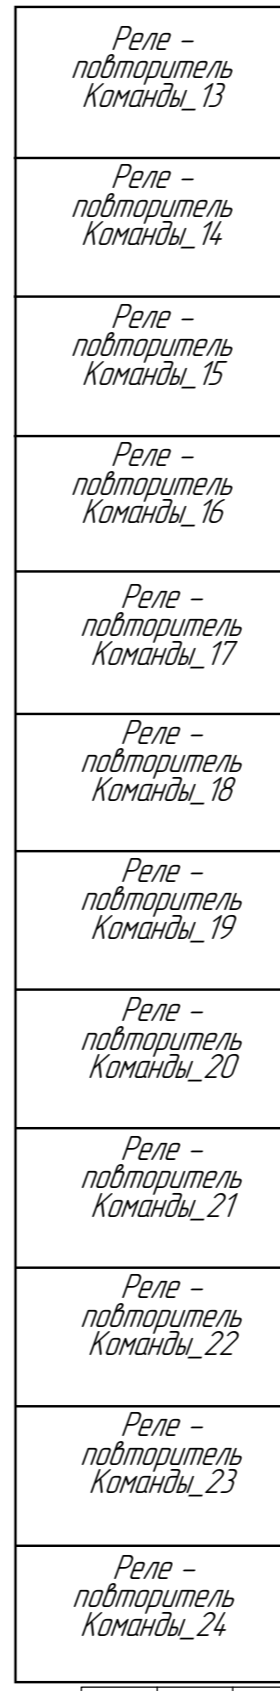 Реле –
повторитель
Команды_13
Реле –
повторитель
Команды_14
Реле –
повторитель
Команды_15
Реле –
повторитель
Команды_16
Реле –
повторитель
Команды_17
Реле –
повторитель
Команды_18
Реле –
повторитель
Команды_19
Реле –
повторитель
Команды_20
Реле –
повторитель
Команды_21
Реле –
повторитель
Команды_22
Реле –
повторитель
Команды_23
Реле –
повторитель
Команды_24